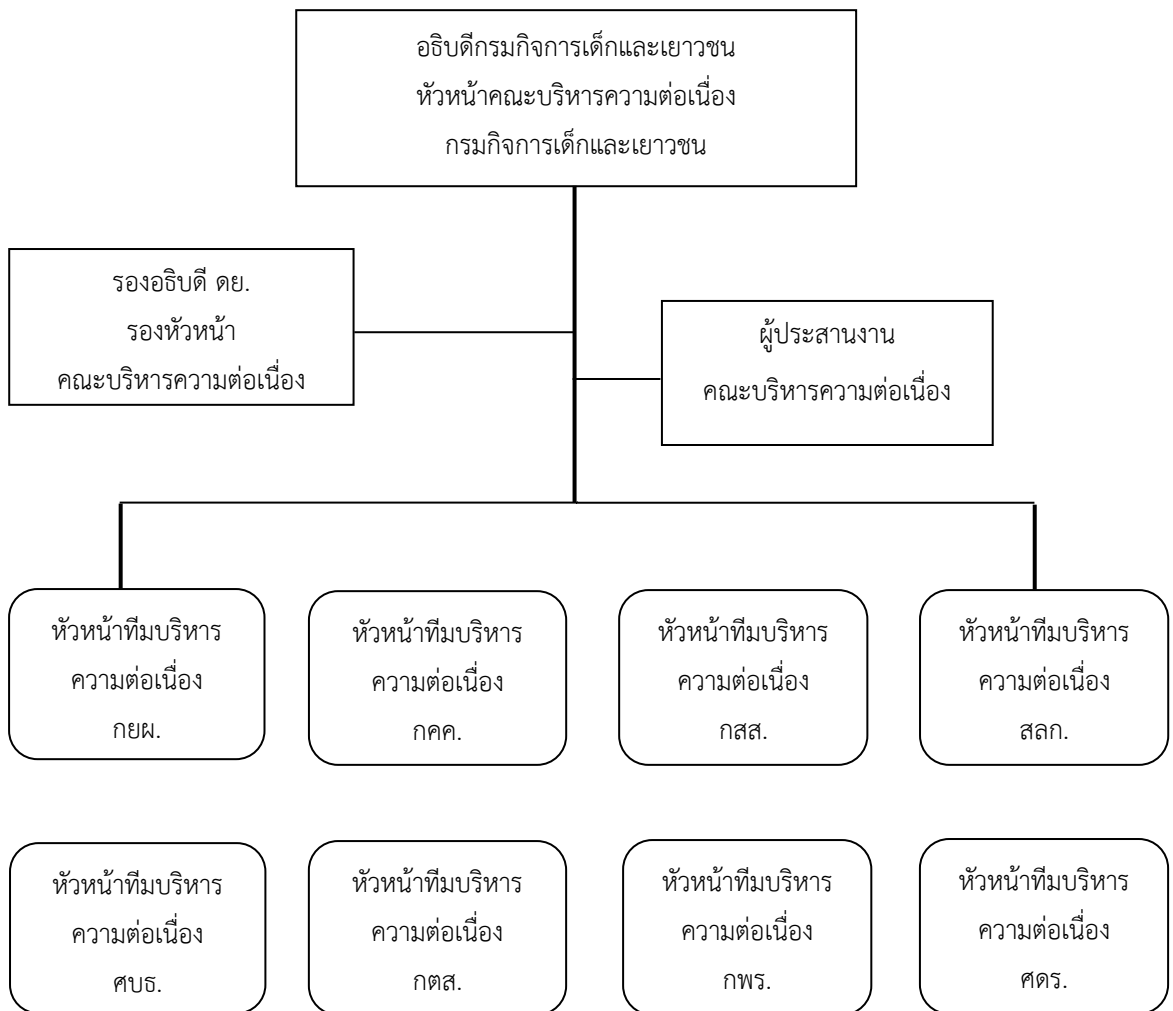 อธิบดีกรมกิจการเด็กและเยาวชน
หัวหน้าคณะบริหารความต่อเนื่อง
กรมกิจการเด็กและเยาวชน
รองอธิบดี ดย.
รองหัวหน้า
คณะบริหารความต่อเนื่อง
ผู้ประสานงาน
คณะบริหารความต่อเนื่อง
หัวหน้าทีมบริหาร
ความต่อเนื่อง
กยผ.
หัวหน้าทีมบริหาร
ความต่อเนื่อง
กคค.
หัวหน้าทีมบริหาร
ความต่อเนื่อง
กสส.
หัวหน้าทีมบริหาร
ความต่อเนื่อง
สลก.
หัวหน้าทีมบริหาร
ความต่อเนื่อง
ศบธ.
หัวหน้าทีมบริหาร
ความต่อเนื่อง
กตส.
หัวหน้าทีมบริหาร
ความต่อเนื่อง
กพร.
หัวหน้าทีมบริหาร
ความต่อเนื่อง
ศดร.